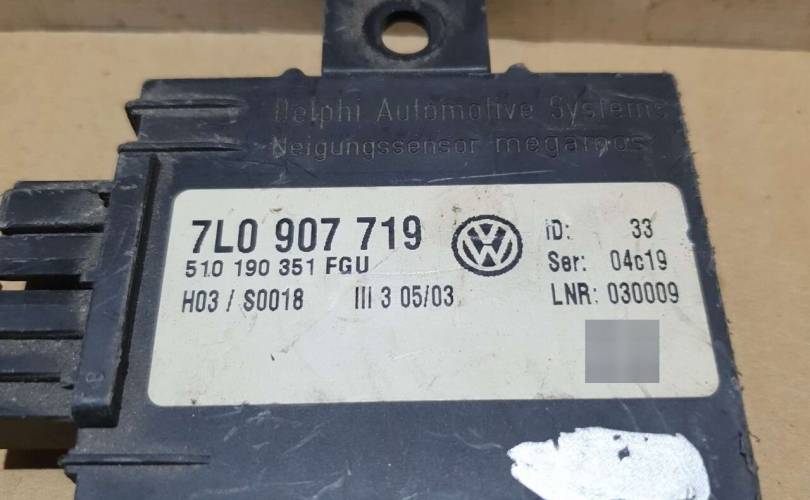 Delphi Automotive Systems
Neigungssensor megamos
7L0 907 719
510 190 351 FGU
H03 / S0018 III 3 05/03
ID: 33
Ser: 04c19
LNR: 030009